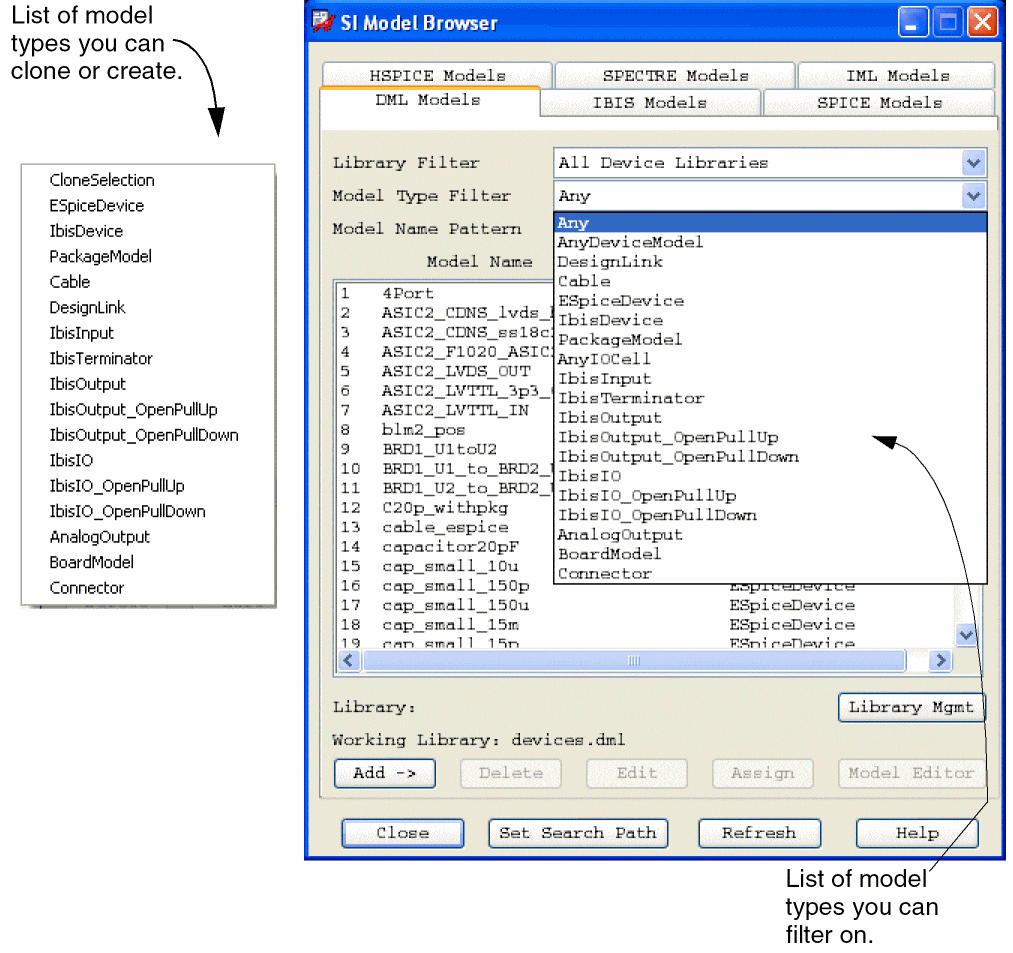 List of model
types you can
clone or create.
CloneSelection
ESpiceDevice
IbisDevice
PackageModel
Cable
DesignLink
IbisInput
IbisTerminator
IbisOutput
IbisOutput_OpenPullUp
IbisOutput_OpenPullDown
IbisIO
IbisIO_OpenPullUp
IbisIO_OpenPullDown
AnalogOutput
BoardModel
Connector
SI Model Browser
HSPICE Models SPECTRE Models IML Models
DML Models IBIS Models SPICE Models
Library Filter All Device Libraries
Model Type Filter Any
Model Name Pattern
Model Name
Any
AnyDeviceModel
DesignLink
Cable
ESpiceDevice
IbisDevice
PackageModel
AnyIOCell
IbisInput
IbisTerminator
IbisOutput
IbisOutput_OpenPullUp
IbisOutput_OpenPullDown
IbisIO
IbisIO_OpenPullUp
IbisIO_OpenPullDown
AnalogOutput
BoardModel
Connector
1 4Port
2 ASIC2_CDNS_lvds_
3 ASIC2_CDNS_ss18c
4 ASIC2_F1020_ASIC
5 ASIC2_LVDS_OUT
6 ASIC2_LVTTL_3p3_
7 ASIC2_LVTTL_IN
8 blm2_pos
9 BRD1_U1toU2
10 BRD1_U1_to_BRD2_
11 BRD1_U2_to_BRD2_
12 C20p_withpkg
13 cable_espice
14 capacitor20pF
15 cap_small_10u
16 cap_small_150p ESpiceDevice
17 cap_small_150u ESpiceDevice
18 cap_small_15m ESpiceDevice
19 cap_small_15p ESpiceDevice
Library: Library Mgmt
Working Library: devices.dml
Add -> Delete Edit Assign Model Editor
Close Set Search Path Refresh Help
List of model
types you can
filter on.